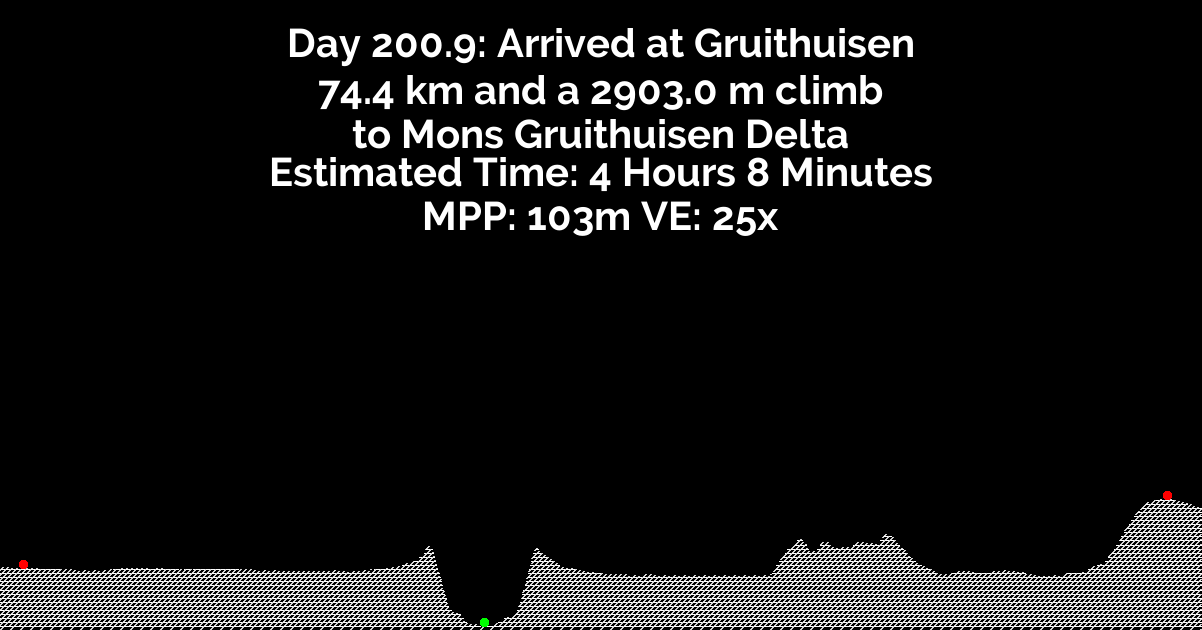 Day 200.9: Arrived at Gruithuisen
74.4 km and a 2903.0 m climb
to Mons Gruithuisen Delta
Estimated Time: 4 Hours 8 Minutes
MPP: 103m VE: 25x